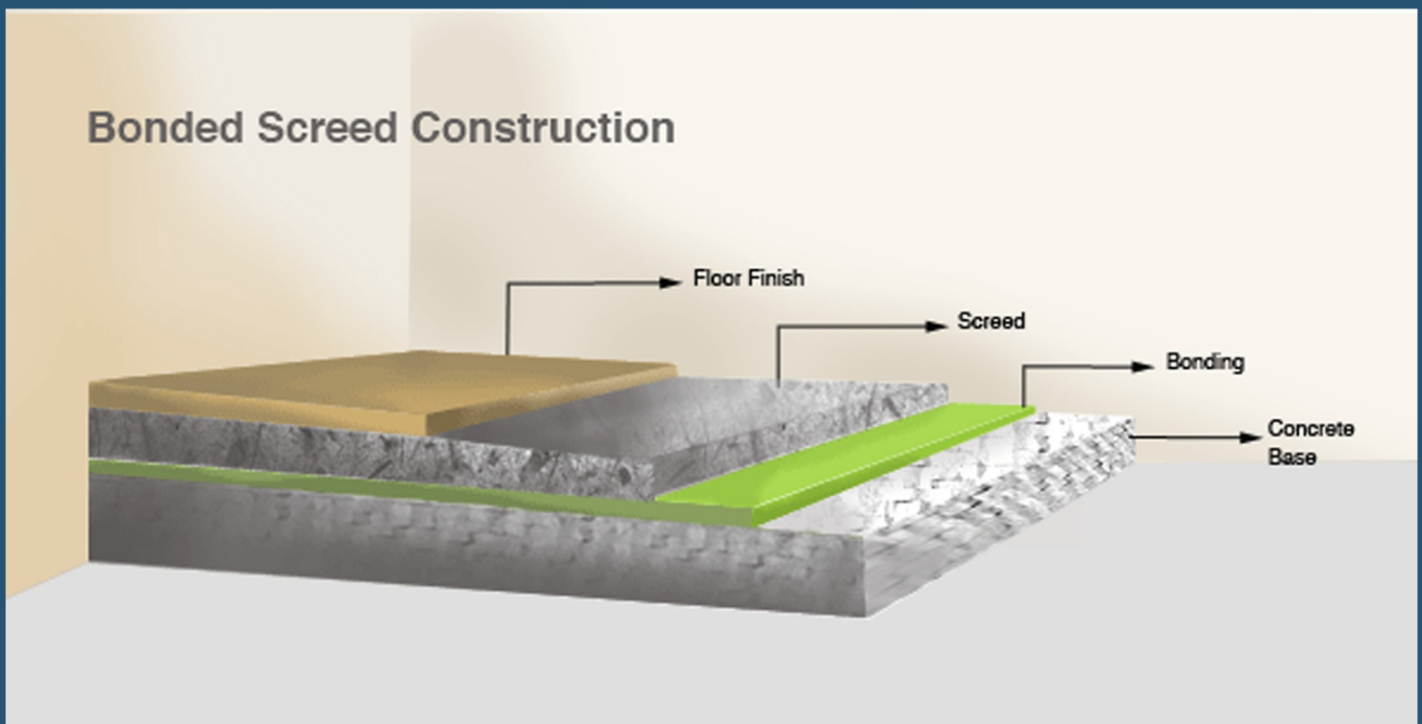 Bonded Screed Construction
Floor Finish
Screed
Bonding
Concrete
Base